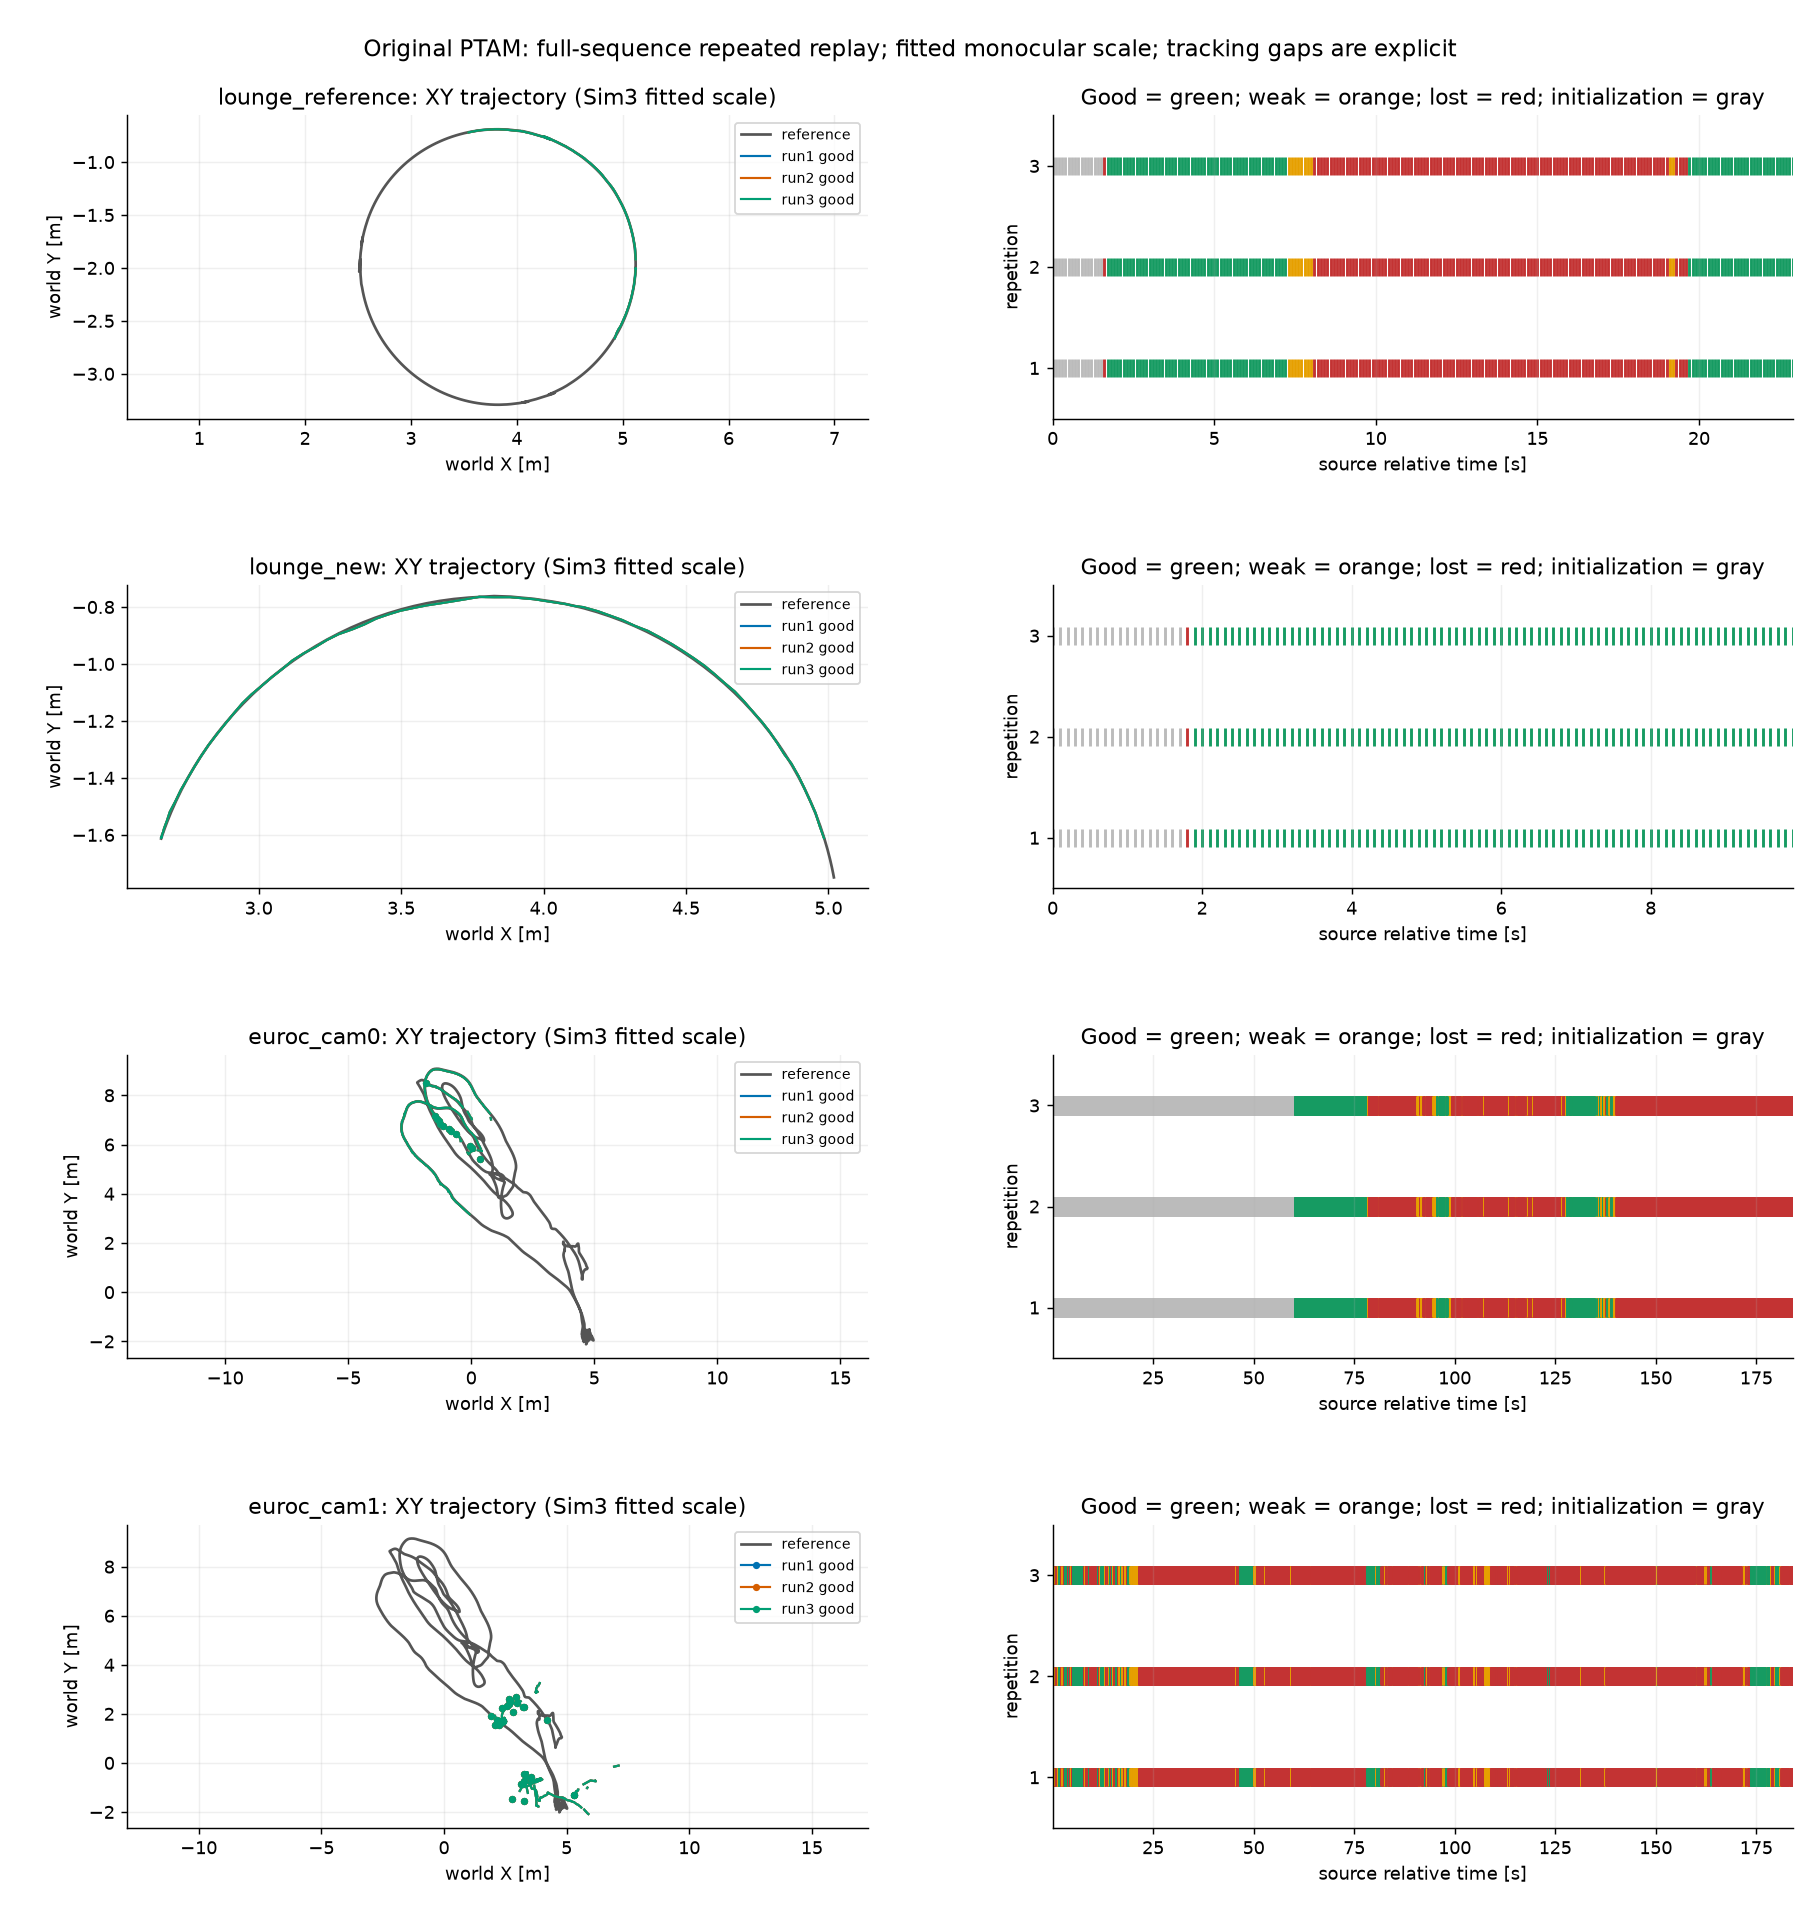 Original PTAM: full-sequence repeated replay; fitted monocular scale; tracking gaps are explicit
lounge_reference: XY trajectory (Sim3 fitted scale)
world Y [m]
−1.0
−1.5
−2.0
−2.5
−3.0
reference
run1 good
run2 good
run3 good
1 2 3 4 5 6 7
world X [m]
Good = green; weak = orange; lost = red; initialization = gray
repetition
3
2
1
0 5 10 15 20
source relative time [s]
lounge_new: XY trajectory (Sim3 fitted scale)
world Y [m]
−0.8
−1.0
−1.2
−1.4
−1.6
reference
run1 good
run2 good
run3 good
3.0 3.5 4.0 4.5 5.0
world X [m]
Good = green; weak = orange; lost = red; initialization = gray
repetition
3
2
1
0 2 4 6 8
source relative time [s]
euroc_cam0: XY trajectory (Sim3 fitted scale)
world Y [m]
8
6
4
2
0
−2
reference
run1 good
run2 good
run3 good
−10 −5 0 5 10 15
world X [m]
Good = green; weak = orange; lost = red; initialization = gray
repetition
3
2
1
25 50 75 100 125 150 175
source relative time [s]
euroc_cam1: XY trajectory (Sim3 fitted scale)
world Y [m]
8
6
4
2
0
−2
reference
run1 good
run2 good
run3 good
−10 −5 0 5 10 15
world X [m]
Good = green; weak = orange; lost = red; initialization = gray
repetition
3
2
1
25 50 75 100 125 150 175
source relative time [s]